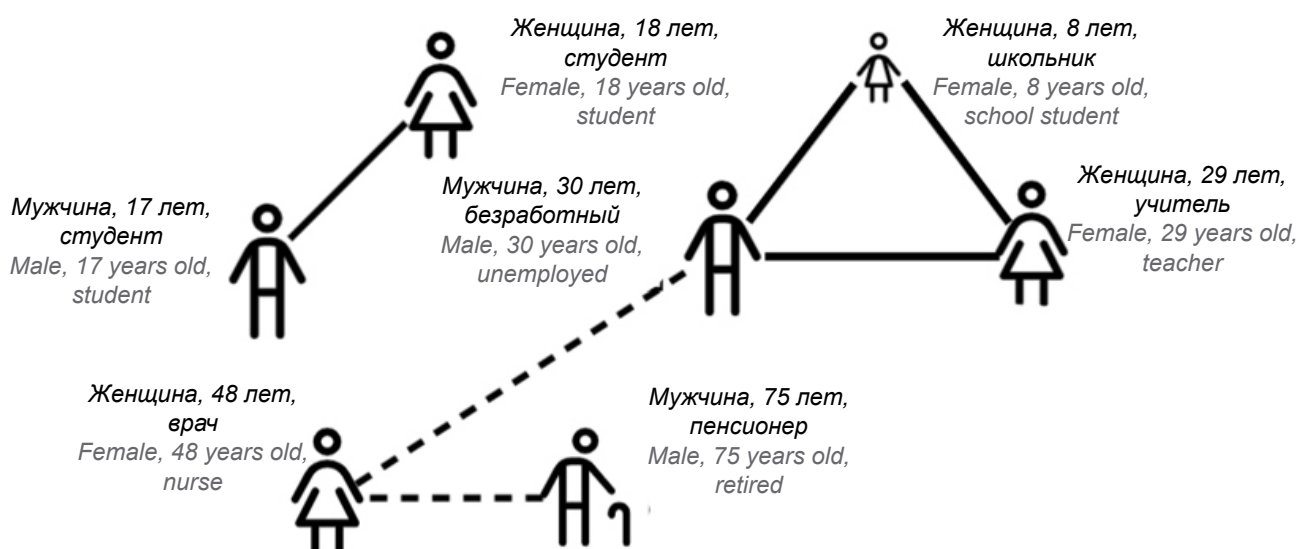 Женщина, 18 лет,
студент
Female, 18 years old,
student
Женщина, 8 лет,
школьник
Female, 8 years old,
school student
Мужчина, 17 лет,
студент
Male, 17 years old,
student
Мужчина, 30 лет,
безработный
Male, 30 years old,
unemployed
Женщина, 29 лет,
учитель
Female, 29 years old,
teacher
Женщина, 48 лет,
врач
Female, 48 years old,
nurse
Мужчина, 75 лет,
пенсионер
Male, 75 years old,
retired